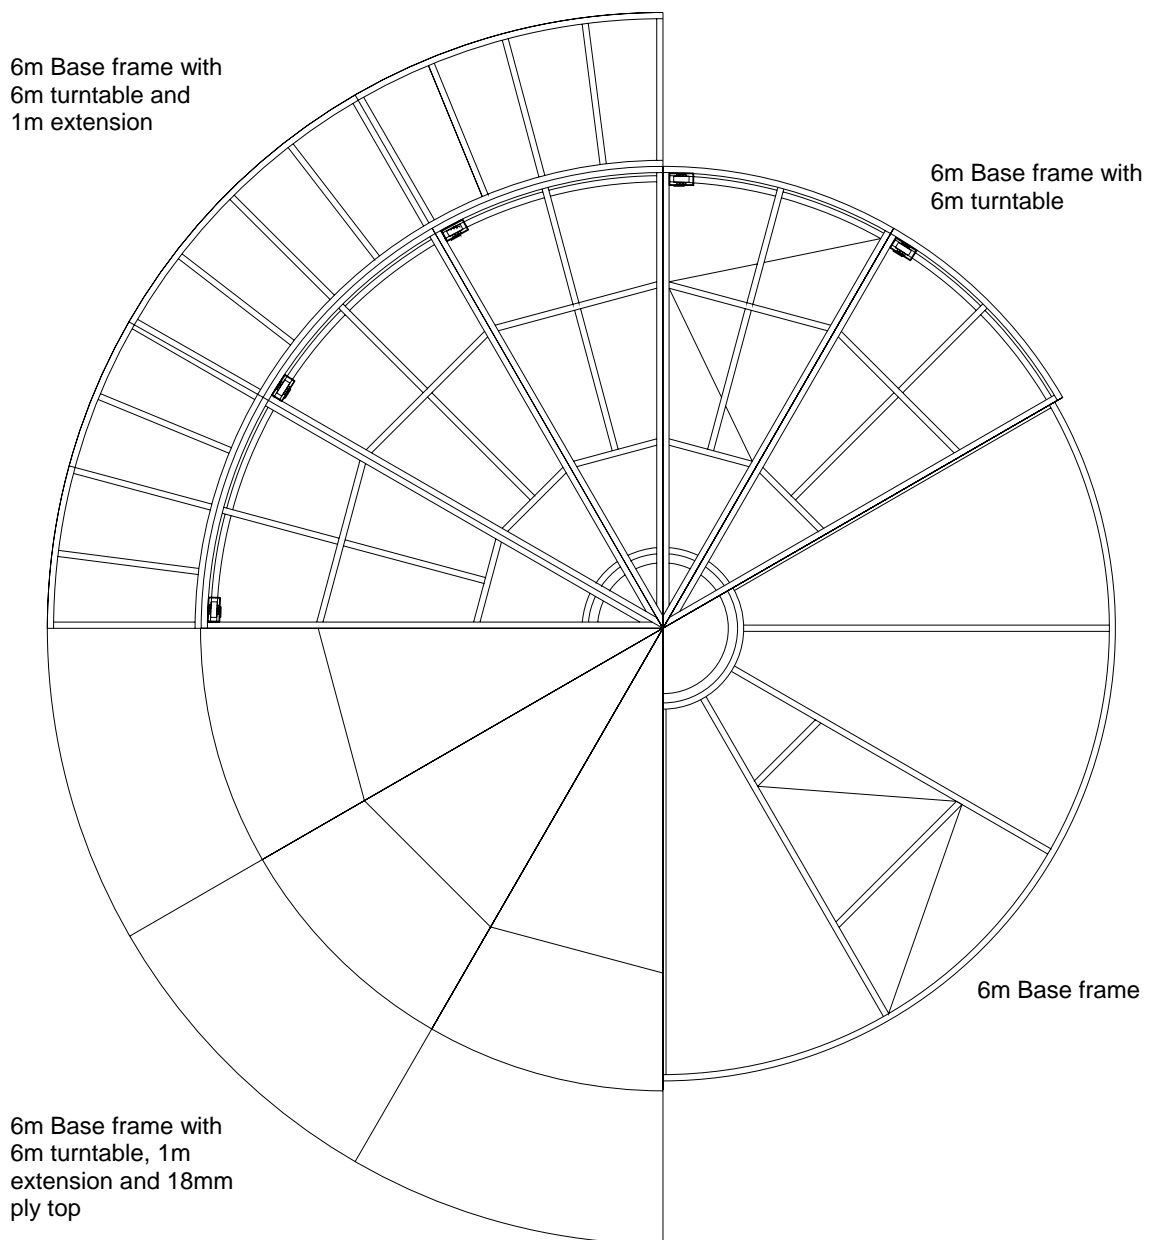 6m Base frame with
6m turntable and
1m extension
6m Base frame with
6m turntable
6m Base frame
6m Base frame with
6m turntable, 1m
extension and 18mm
ply top